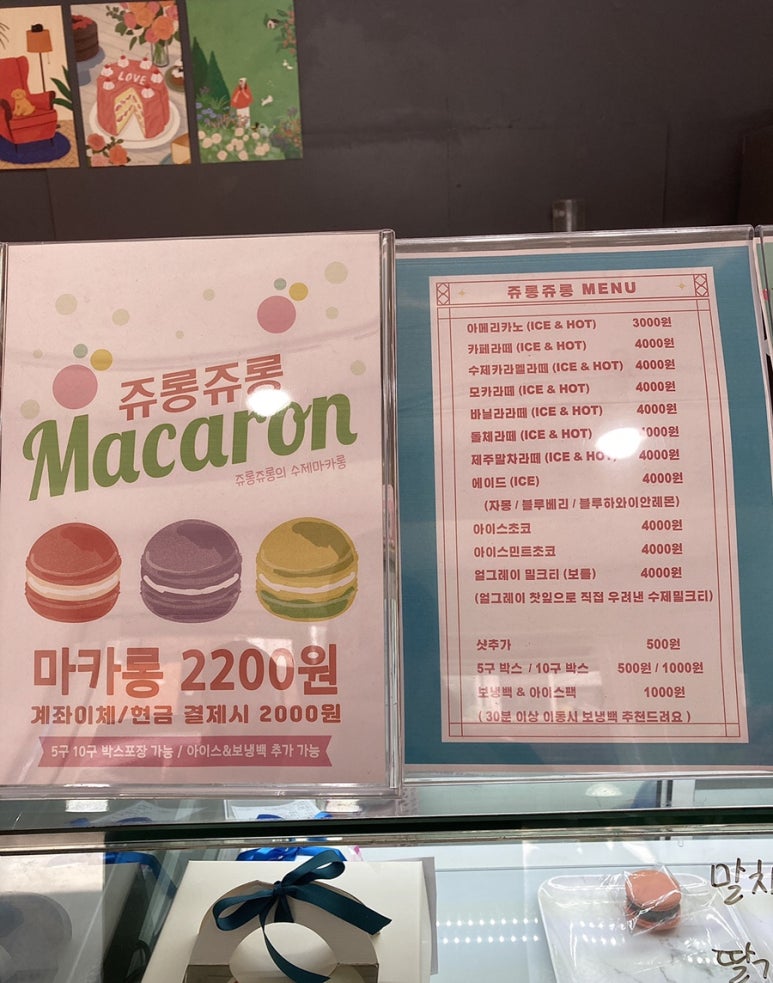 LOVE
쥬롱쥬롱
Macaron
쥬롱쥬롱의 수제마카롱
마카롱 2200원
계좌이체/현금 결제시 2000원
5구 10구 박스포장 가능 / 아이스&보냉백 추가 가능
쥬롱쥬롱 MENU
아메리카노 (ICE & HOT) 3000원
카페라떼 (ICE & HOT) 4000원
수제카라멜라떼 (ICE & HOT) 4000원
모카라떼 (ICE & HOT) 4000원
바닐라라떼 (ICE & HOT) 4000원
돌체라떼 (ICE & HOT) 4000원
제주말차라떼 (ICE & HOT) 4000원
에이드 (ICE) 4000원
(자몽 / 블루베리 / 블루하와이안레몬)
아이스초코 4000원
아이스민트초코 4000원
얼그레이 밀크티 (보틀) 4000원
(얼그레이 찻잎으로 직접 우려낸 수제밀크티)
샷추가 500원
5구 박스 / 10구 박스 500원 / 1000원
보냉백 & 아이스팩 1000원
( 30분 이상 이동시 보냉백 추천드려요 )